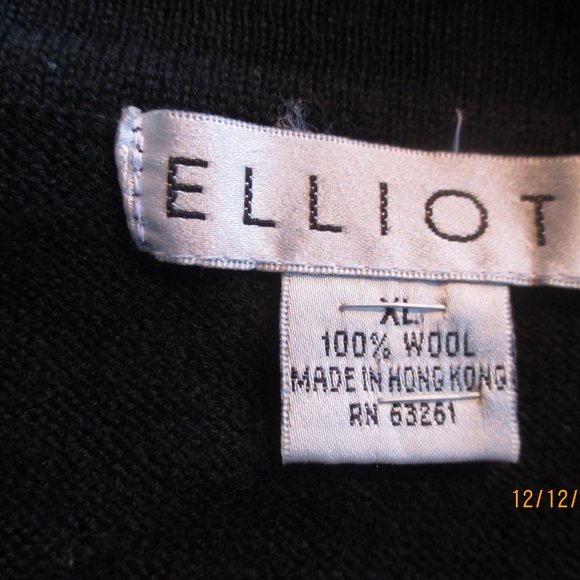 ELLIOT
XL
100% WOOL
MADE IN HONG KONG
RN 63261
12/12/